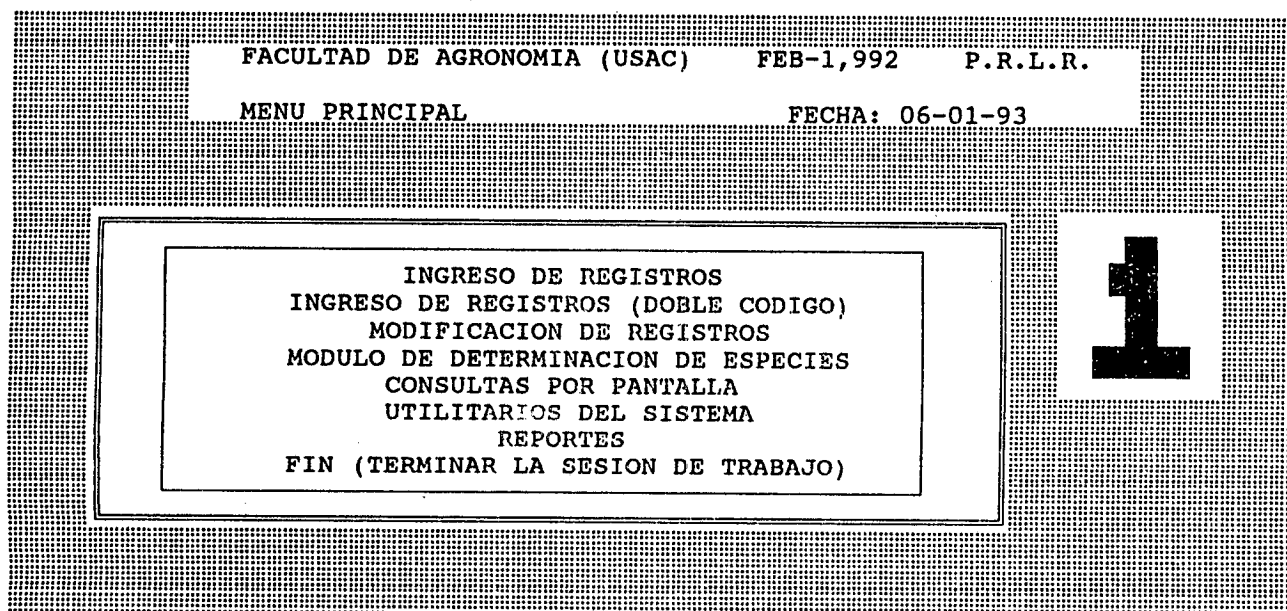 FACULTAD DE AGRONOMIA (USAC) FEB-1,992 P.R.L.R.
MENU PRINCIPAL FECHA: 06-01-93
INGRESO DE REGISTROS
INGRESO DE REGISTROS (DOBLE CODIGO)
MODIFICACION DE REGISTROS
MODULO DE DETERMINACION DE ESPECIES
CONSULTAS POR PANTALLA
UTILITARIOS DEL SISTEMA
REPORTES
FIN (TERMINAR LA SESION DE TRABAJO)
1